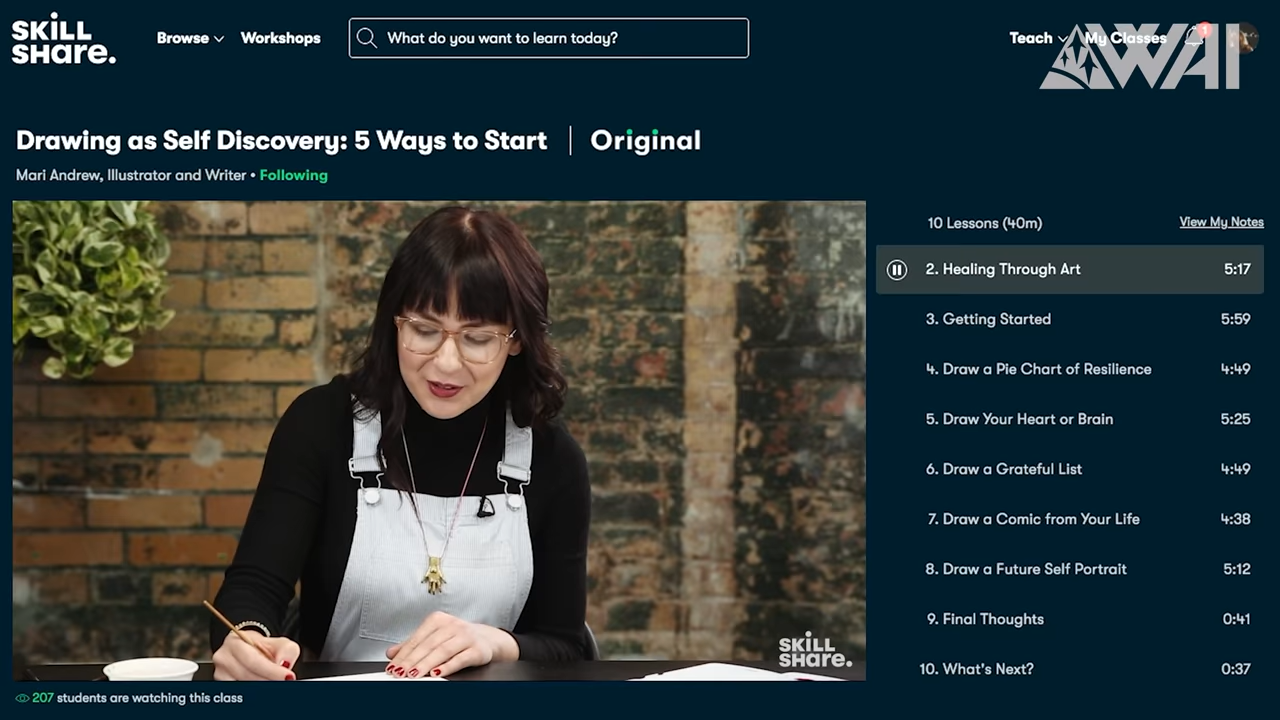 SKILL
SHare.
Browse
Workshops
What do you want to learn today?
Teach
My Classes
1
AWAI
Drawing as Self Discovery: 5 Ways to Start | Original
Mari Andrew, Illustrator and Writer • Following
10 Lessons (40m)
View My Notes
2. Healing Through Art 5:17
3. Getting Started 5:59
4. Draw a Pie Chart of Resilience 4:49
5. Draw Your Heart or Brain 5:25
6. Draw a Grateful List 4:49
7. Draw a Comic from Your Life 4:38
8. Draw a Future Self Portrait 5:12
9. Final Thoughts 0:41
10. What's Next? 0:37
SKILL
SHare.
207 students are watching this class